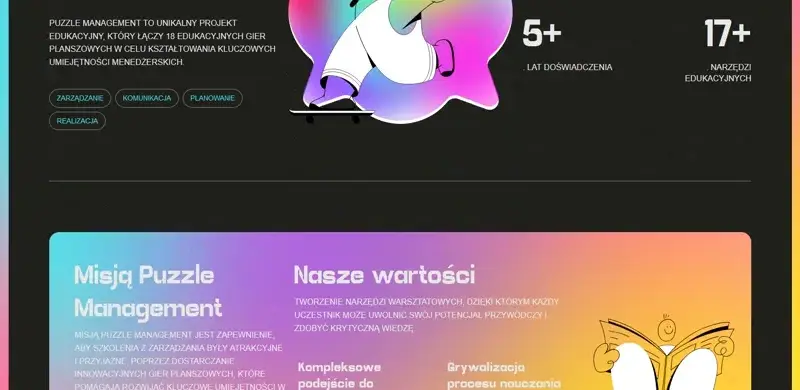 PUZZLE MANAGEMENT TO UNIKALNY PROJEKT
EDUKACYJNY, KTÓRY ŁĄCZY 18 EDUKACYJNYCH GIER
PLANSZOWYCH W CELU KSZTAŁTOWANIA KLUCZOWYCH
UMIEJĘTNOŚCI MENEDŻERSKICH.
ZARZĄDZANIE KOMUNIKACJA PLANOWANIE
REALIZACJA
5+
. LAT DOŚWIADCZENIA
17+
. NARZĘDZI
EDUKACYJNYCH
Misją Puzzle
Management
MISJĄ PUZZLE MANAGEMENT JEST ZAPEWNIENIE,
ABY SZKOLENIA Z ZARZĄDZANIA BYŁY ATRAKCYJNE
I PRZYJAZNE. POPRZEZ DOSTARCZANIE
INNOWACYJNYCH GIER PLANSZOWYCH, KTÓRE
POMAGAJĄ ROZWIJAĆ KLUCZOWE UMIEJĘTNOŚCI W
Nasze wartości
TWORZENIE NARZĘDZI WARSZTATOWYCH, DZIĘKI KTÓRYM KAŻDY
UCZESTNIK MOŻE UWOLNIĆ SWÓJ POTENCJAŁ PRZYWÓDCZY I
ZDOBYĆ KRYTYCZNĄ WIEDZĘ.
Kompleksowe
podejście do
Grywalizacja
procesu nauczania